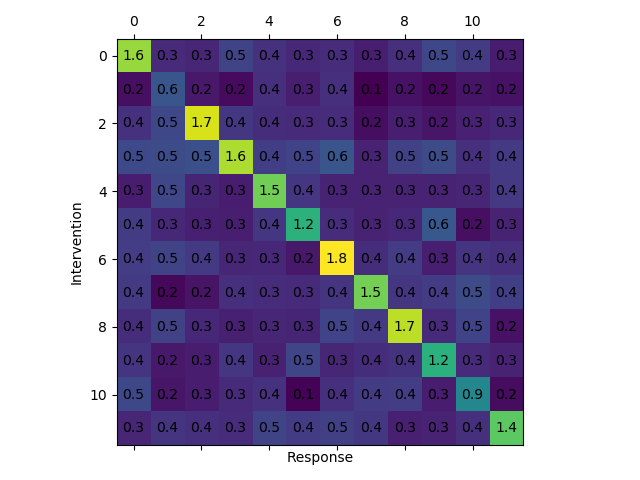 0 2 4 6 8 10
0 1.6 0.3 0.3 0.5 0.4 0.3 0.3 0.3 0.4 0.5 0.4 0.3
0.2 0.6 0.2 0.2 0.4 0.3 0.4 0.1 0.2 0.2 0.2 0.2
2 0.4 0.5 1.7 0.4 0.4 0.3 0.3 0.2 0.3 0.2 0.3 0.3
0.5 0.5 0.5 1.6 0.4 0.5 0.6 0.3 0.5 0.5 0.4 0.4
4 0.3 0.5 0.3 0.3 1.5 0.4 0.3 0.3 0.3 0.3 0.3 0.4
0.4 0.3 0.3 0.3 0.4 1.2 0.3 0.3 0.3 0.6 0.2 0.3
Intervention
6 0.4 0.5 0.4 0.3 0.3 0.2 1.8 0.4 0.4 0.3 0.4 0.4
0.4 0.2 0.2 0.4 0.3 0.3 0.4 1.5 0.4 0.4 0.5 0.4
8 0.4 0.5 0.3 0.3 0.3 0.3 0.5 0.4 1.7 0.3 0.5 0.2
0.4 0.2 0.3 0.4 0.3 0.5 0.3 0.4 0.4 1.2 0.3 0.3
10 0.5 0.2 0.3 0.3 0.4 0.1 0.4 0.4 0.4 0.3 0.9 0.2
0.3 0.4 0.4 0.3 0.5 0.4 0.5 0.4 0.3 0.3 0.4 1.4
Response